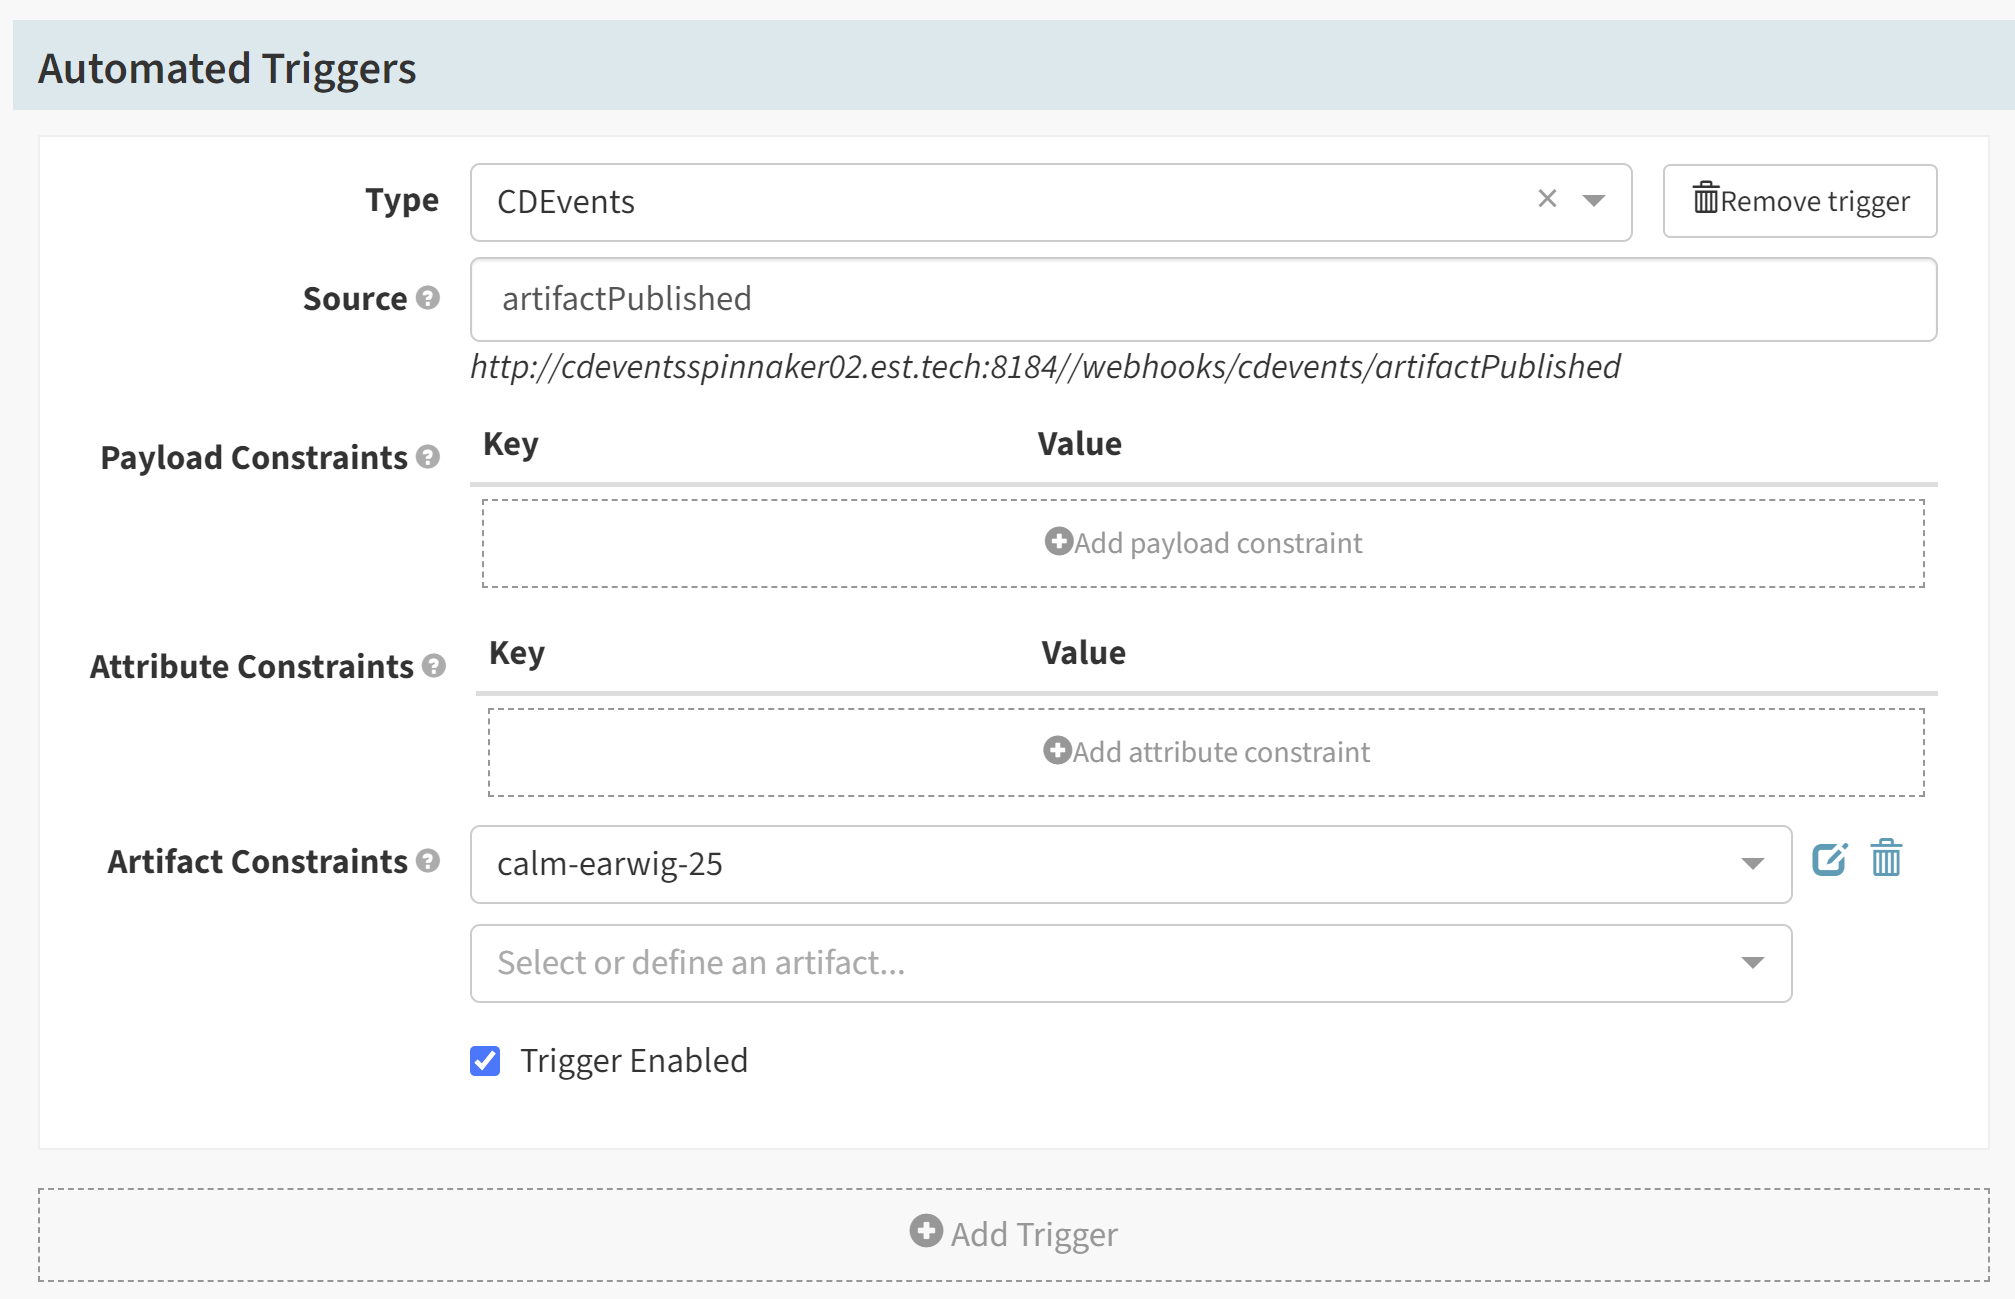 Automated Triggers
Type CDEvents Remove trigger
Source artifactPublished
http://cdeventsspinnaker02.est.tech:8184//webhooks/cdevents/artifactPublished
Payload Constraints Key Value
Add payload constraint
Attribute Constraints Key Value
Add attribute constraint
Artifact Constraints calm-earwig-25
Select or define an artifact...
Trigger Enabled
Add Trigger